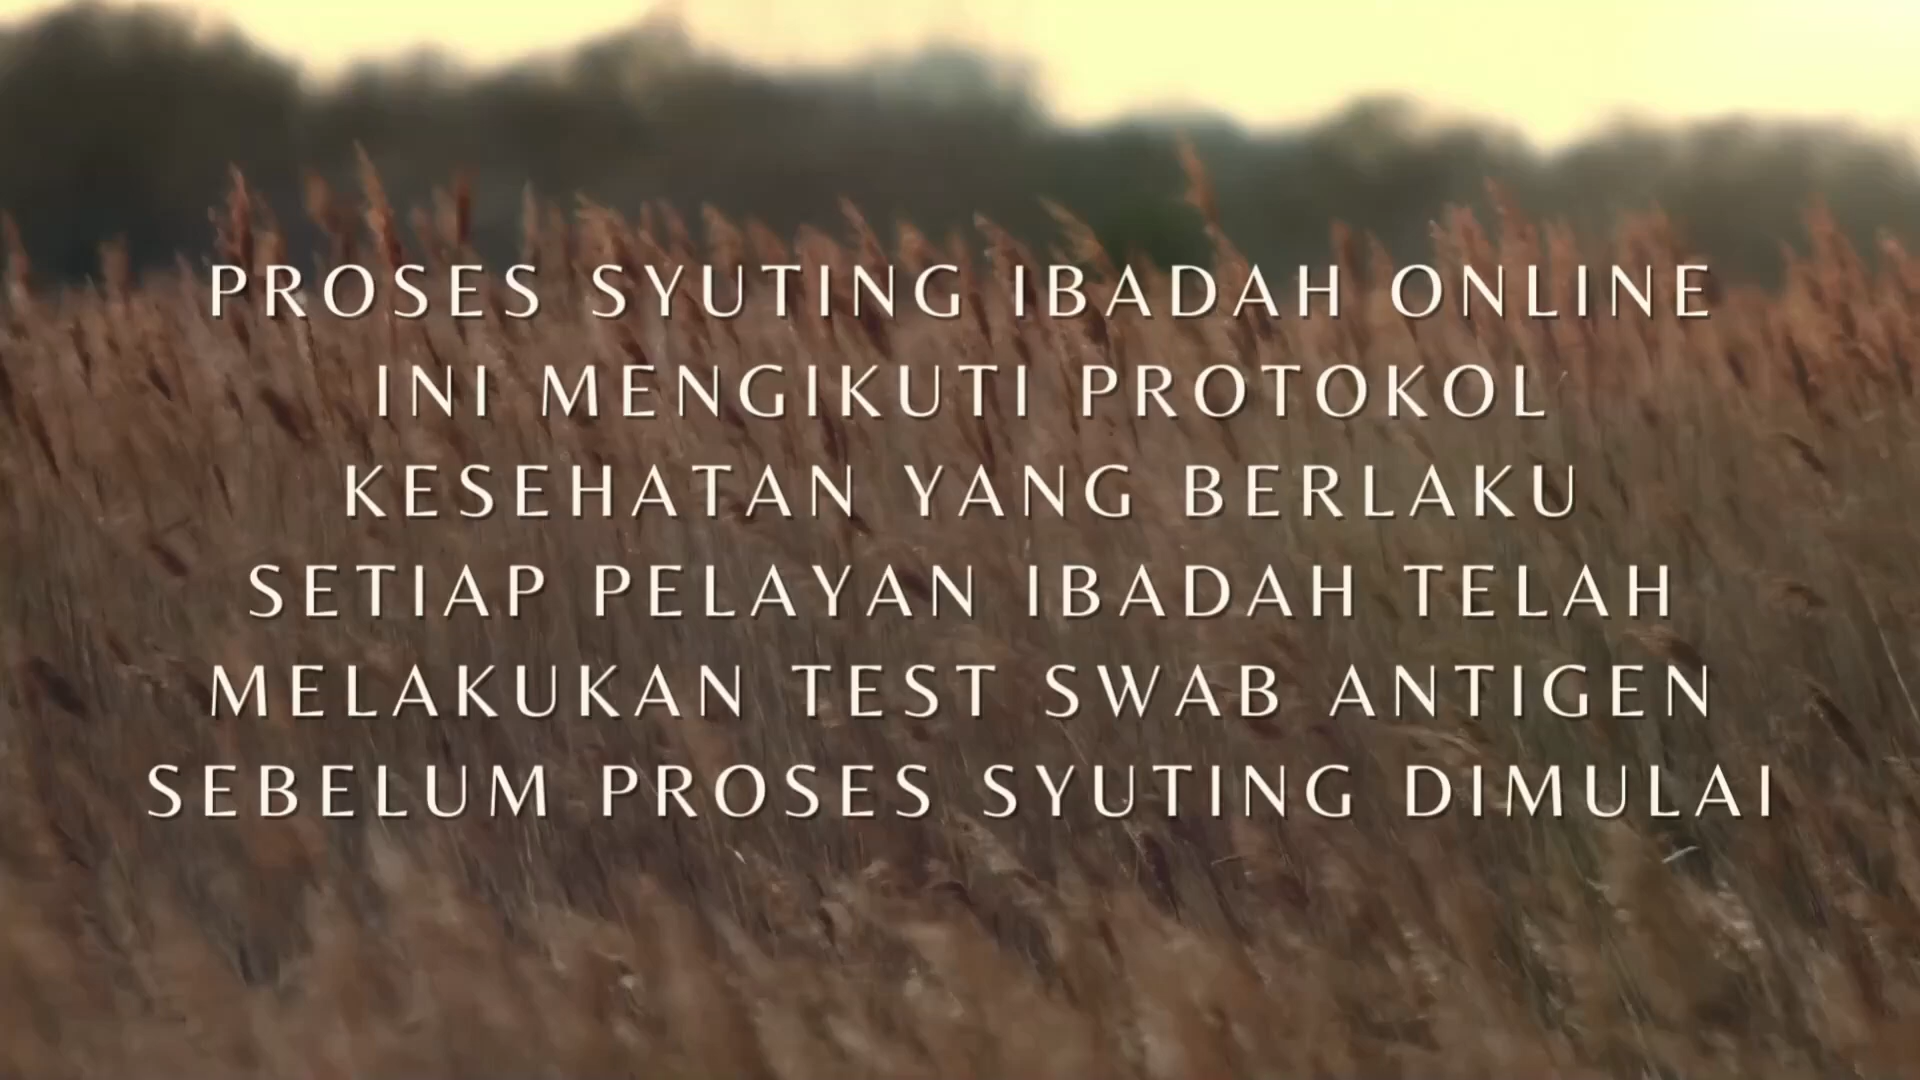 PROSES SYUTING IBADAH ONLINE
INI MENGIKUTI PROTOKOL
KESEHATAN YANG BERLAKU
SETIAP PELAYAN IBADAH TELAH
MELAKUKAN TEST SWAB ANTIGEN
SEBELUM PROSES SYUTING DIMULAI